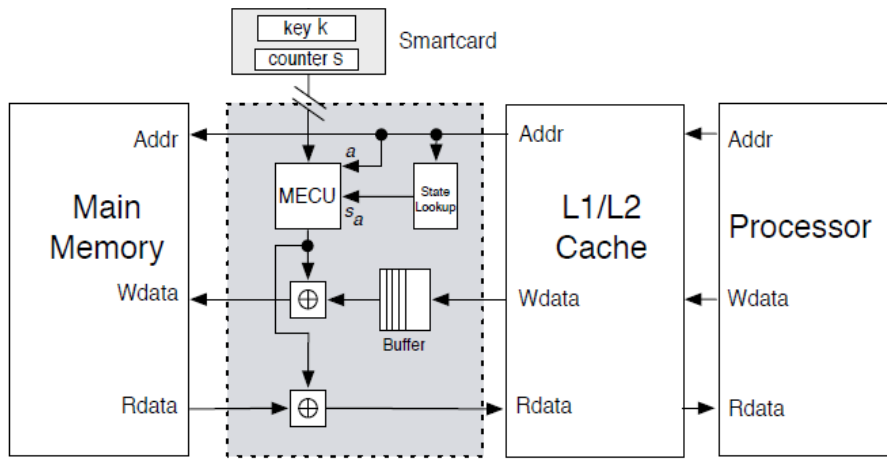 key k
counter s
Smartcard
Addr
Addr
Addr
a
MECU
State
Lookup
s_a
Main
Memory
L1/L2
Cache
Processor
Wdata
Wdata
Wdata
Buffer
Rdata
Rdata
Rdata